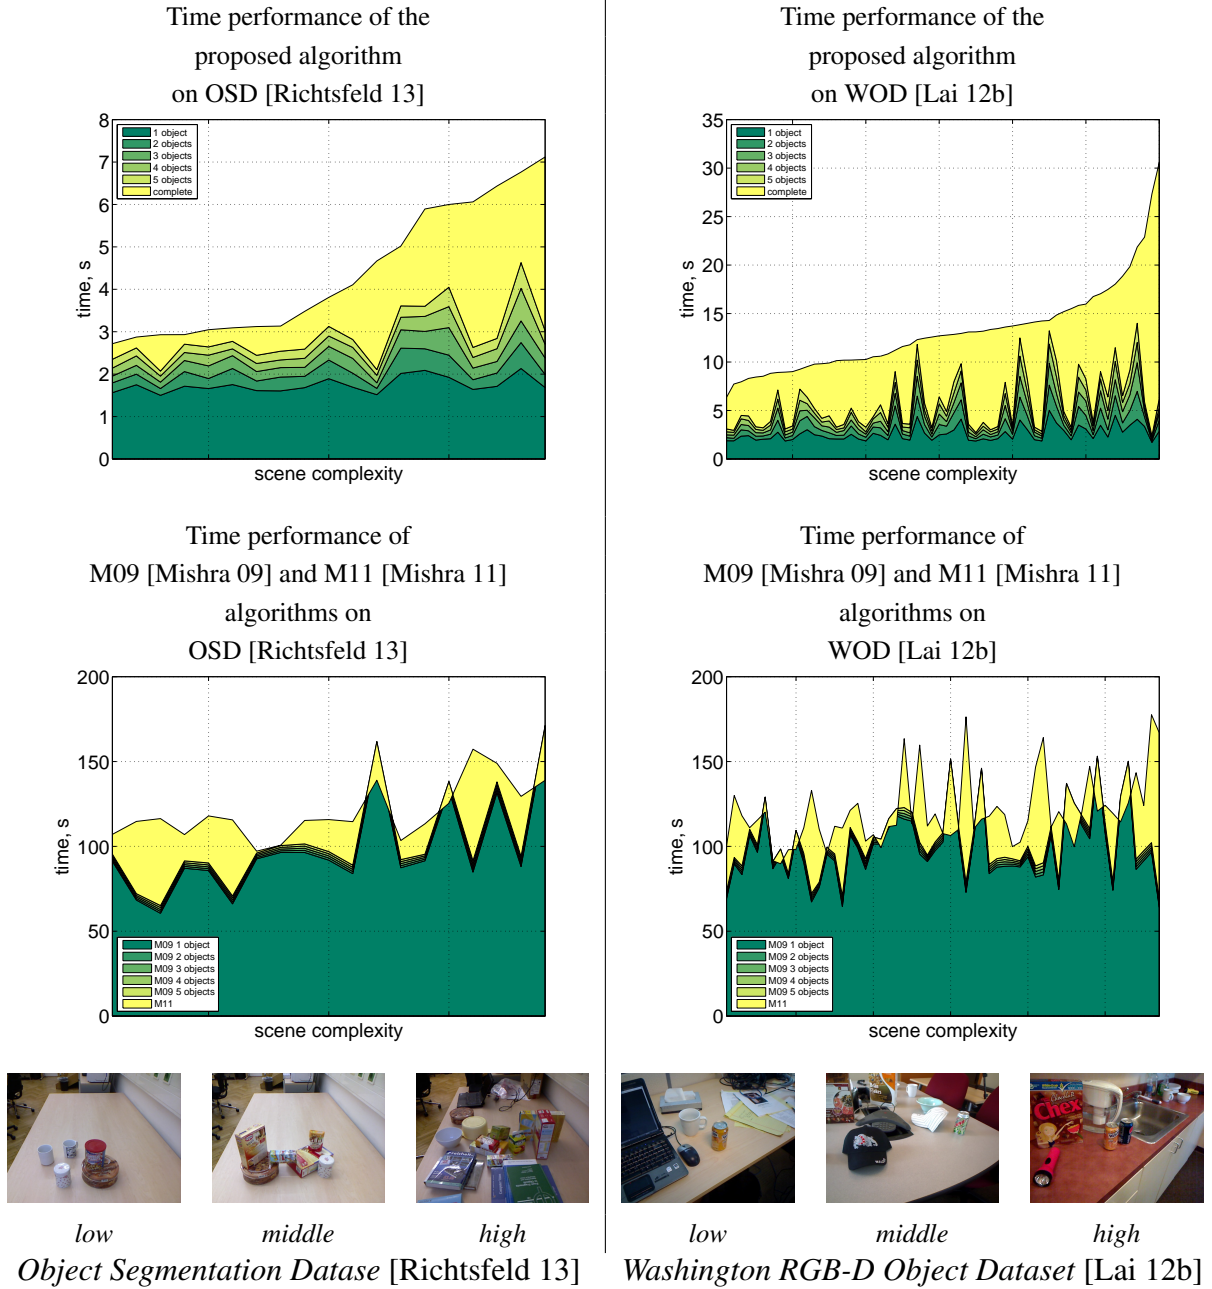 Time performance of the
proposed algorithm
on OSD [Richtsfeld 13]
8
7
6
5
4
3
2
1
0
time, s
1 object
2 objects
3 objects
4 objects
5 objects
complete
scene complexity
Time performance of the
proposed algorithm
on WOD [Lai 12b]
35
30
25
20
15
10
5
0
time, s
1 object
2 objects
3 objects
4 objects
5 objects
complete
scene complexity
Time performance of
M09 [Mishra 09] and M11 [Mishra 11]
algorithms on
OSD [Richtsfeld 13]
200
150
100
50
0
time, s
M09 1 object
M09 2 objects
M09 3 objects
M09 4 objects
M09 5 objects
M11
scene complexity
Time performance of
M09 [Mishra 09] and M11 [Mishra 11]
algorithms on
WOD [Lai 12b]
200
150
100
50
0
time, s
M09 1 object
M09 2 objects
M09 3 objects
M09 4 objects
M09 5 objects
M11
scene complexity
Chex
low
middle
high
Object Segmentation Datase [Richtsfeld 13]
low
middle
high
Washington RGB-D Object Dataset [Lai 12b]